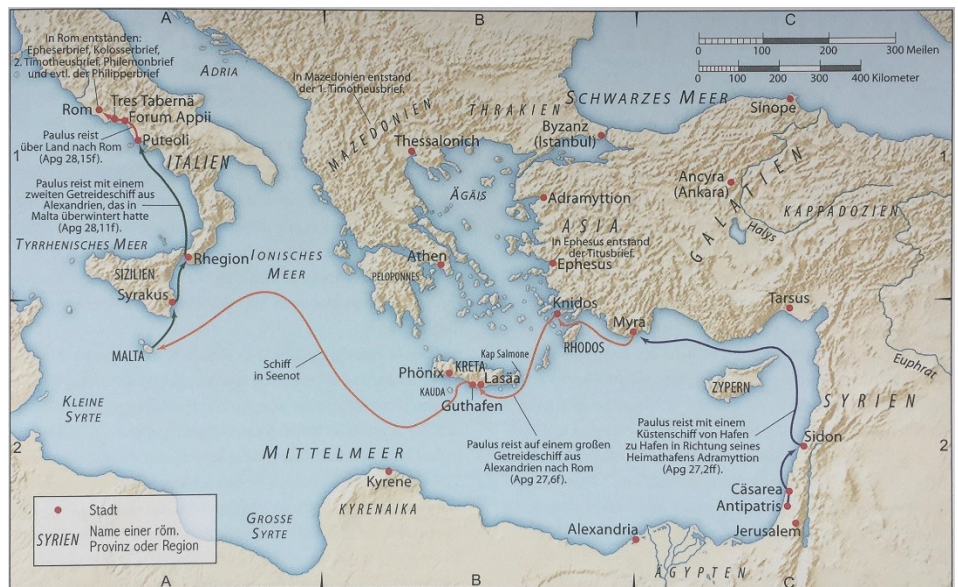 A
B
C
In Rom entstanden:
Epheserbrief, Kolosserbrief,
2. Timotheusbrief, Philemonbrief
und evtl. der Philipperbrief
ADRIA
In Mazedonien entstand
der 1. Timotheusbrief.
0 100 200 300 Meilen
0 100 200 300 400 Kilometer
SCHWARZES MEER
Sinope
THRAKIEN
Byzanz
(Istanbul)
MAZEDONIEN
Thessalonich
Rom
Tres Tabernä
Forum Appii
Puteoli
Paulus reist
über Land nach Rom
(Apg 28,15f).
ITALIEN
1
1
Paulus reist mit einem
zweiten Getreideschiff aus
Alexandrien, das in
Malta überwintert hatte
(Apg 28,11f).
ÄGÄIS
Adramyttion
Ancyra
(Ankara)
GALATIEN
KAPPADOZIEN
Halys
ASIA
In Ephesus entstand
der Titusbrief.
Ephesus
TYRRHENISCHES MEER
Rhegion
IONISCHES
MEER
Athen
PELOPONNES
SIZILIEN
Syrakus
Knidos
Myra
Tarsus
RHODOS
MALTA
Schiff
in Seenot
Kap Salmone
KRETA
Phönix
Lasäa
KAUDA
Guthafen
ZYPERN
Euphrat
SYRIEN
KLEINE
SYRTE
Paulus reist auf einem großen
Getreideschiff aus
Alexandrien nach Rom
(Apg 27,6f).
Paulus reist mit einem
Küstenschiff von Hafen
zu Hafen in Richtung seines
Heimathafens Adramyttion
(Apg 27,2ff).
Sidon
2
2
MITTELMEER
Kyrene
KYRENAIKA
Cäsarea
Antipatris
Jerusalem
GROSSE
SYRTE
Alexandria
ÄGYPTEN
Stadt
SYRIEN Name einer röm.
Provinz oder Region
A
B
C